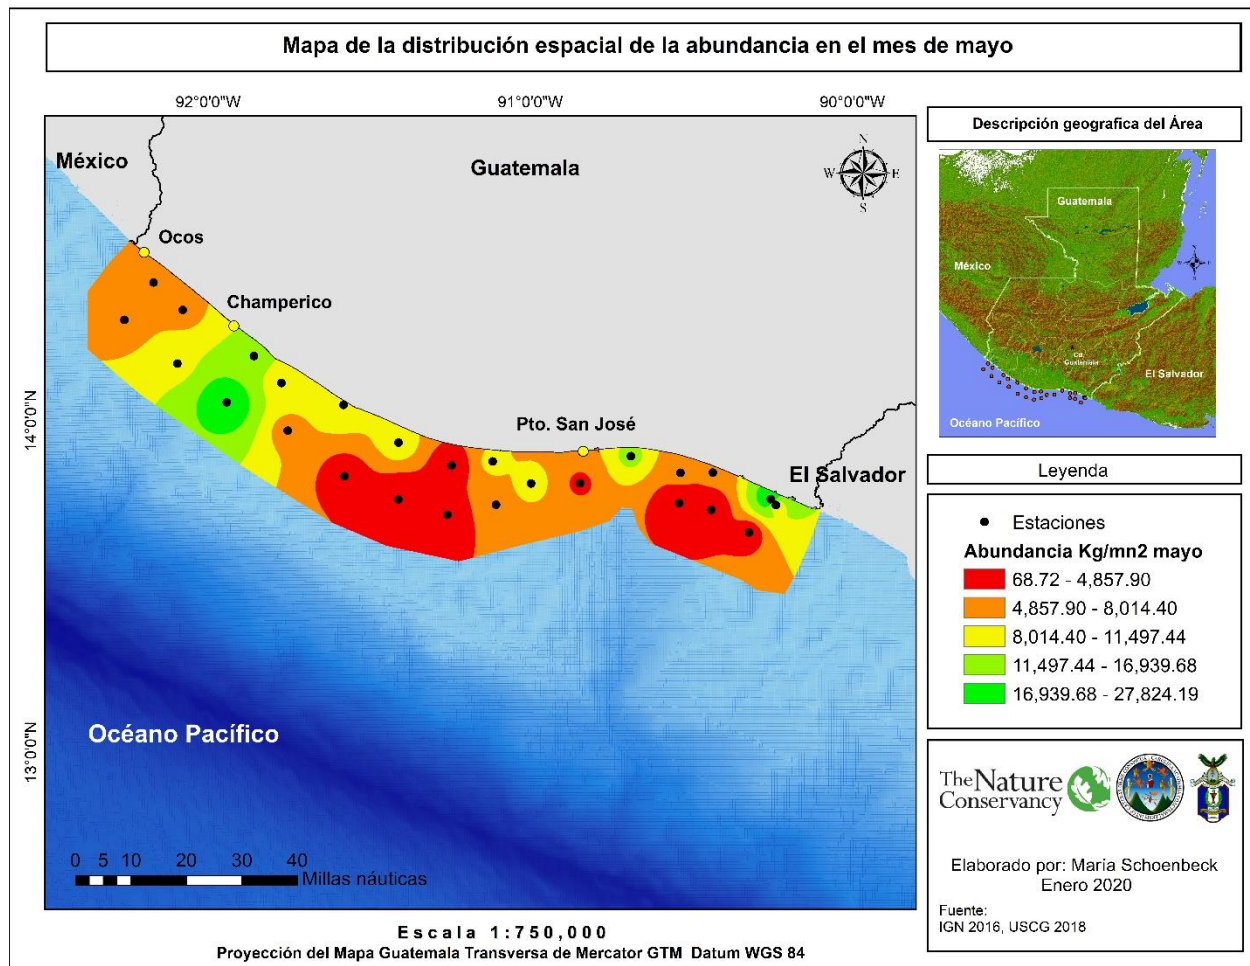 Mapa de la distribución espacial de la abundancia en el mes de mayo
92°0'0"W
91°0'0"W
90°0'0"W
14°0'0"N
13°0'0"N
México
Guatemala
N
W
E
S
Ocos
Champerico
Pto. San José
El Salvador
Océano Pacífico
0 5 10 20 30 40
Millas náuticas
Escala 1:750,000
Proyección del Mapa Guatemala Transversa de Mercator GTM Datum WGS 84
Descripción geografica del Área
Guatemala
México
Cd. Guatemala
El Salvador
Océano Pacífico
Leyenda
Estaciones
Abundancia Kg/mn2 mayo
68.72 - 4,857.90
4,857.90 - 8,014.40
8,014.40 - 11,497.44
11,497.44 - 16,939.68
16,939.68 - 27,824.19
The Nature
Conservancy
Elaborado por: María Schoenbeck
Enero 2020
Fuente:
IGN 2016, USCG 2018